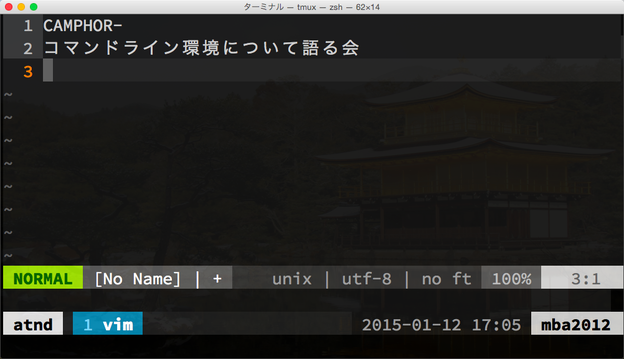 ターミナル — tmux — zsh — 62×14
1 CAMPHOR-
2 コマンドライン環境について語る会
3
~
~
~
~
~
~
~
~
NORMAL [No Name] | + unix | utf-8 | no ft 100% 3:1
atnd 1 vim 2015-01-12 17:05 mba2012